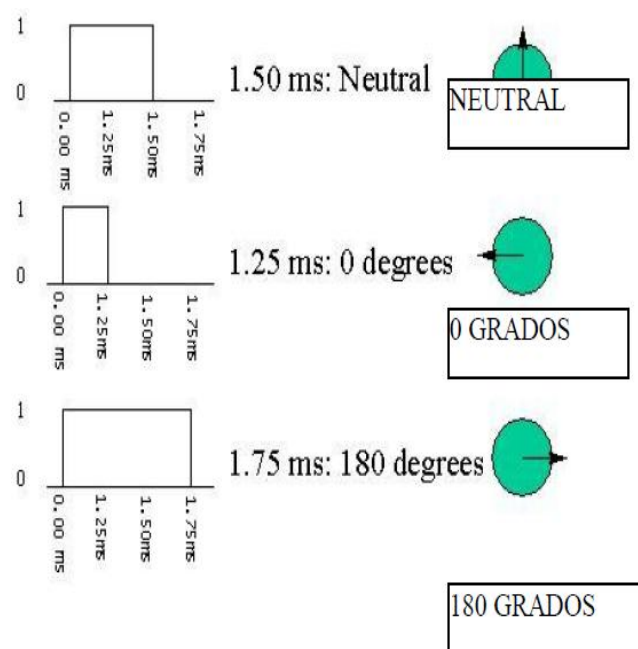 1
0
0.00 ms
1.25ms
1.50ms
1.75ms
1.50 ms: Neutral
NEUTRAL
1
0
0.00 ms
1.25ms
1.50ms
1.75ms
1.25 ms: 0 degrees
0 GRADOS
1
0
0.00 ms
1.25ms
1.50ms
1.75ms
1.75 ms: 180 degrees
180 GRADOS